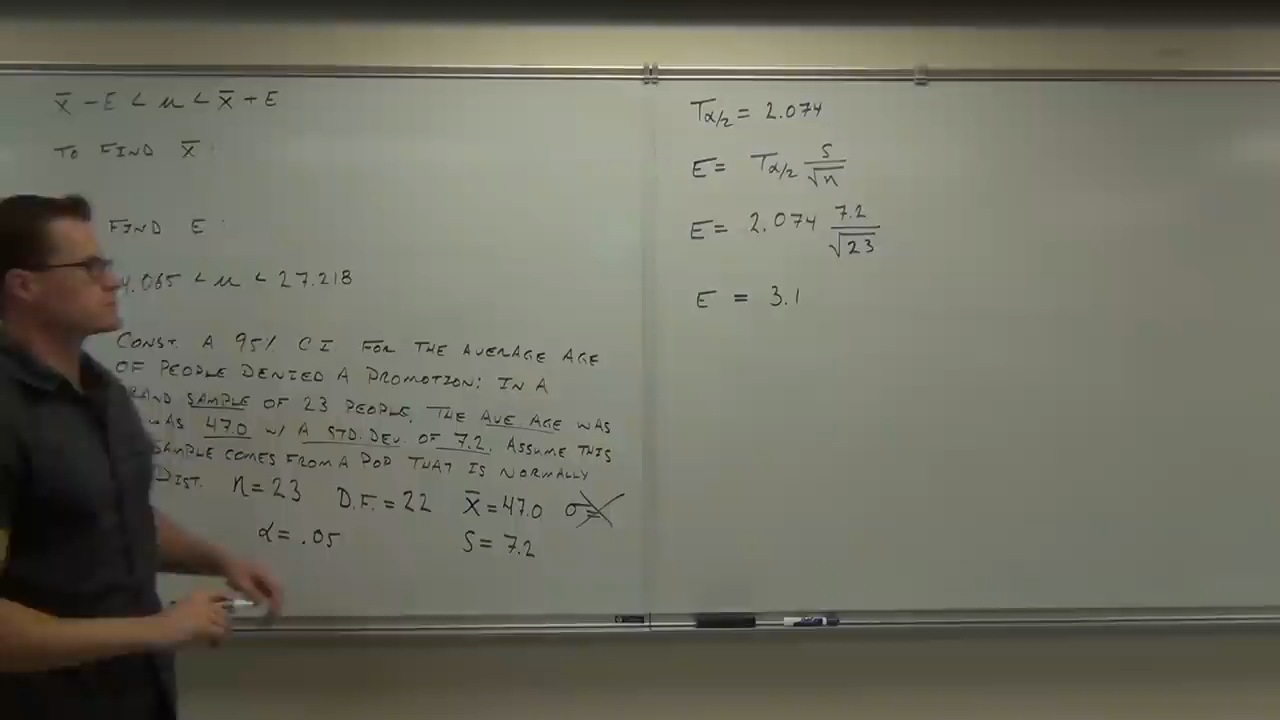 x̄ - E < μ < x̄ + E
TO FIND x̄ :
FIND E :
.065 < μ < 27.218
CONST. A 95% CI FOR THE AVERAGE AGE
OF PEOPLE DENIED A PROMOTION: IN A
RAND SAMPLE OF 23 PEOPLE, THE AVE AGE WAS
WAS 47.0 W/ A STD. DEV. OF 7.2. ASSUME THIS
SAMPLE COMES FROM A POP THAT IS NORMALLY
DIST. n = 23 D.F. = 22 x̄ = 47.0 σ =
α = .05 S = 7.2
Tα/2 = 2.074
E = Tα/2 S/√n
E = 2.074 7.2/√23
E = 3.1